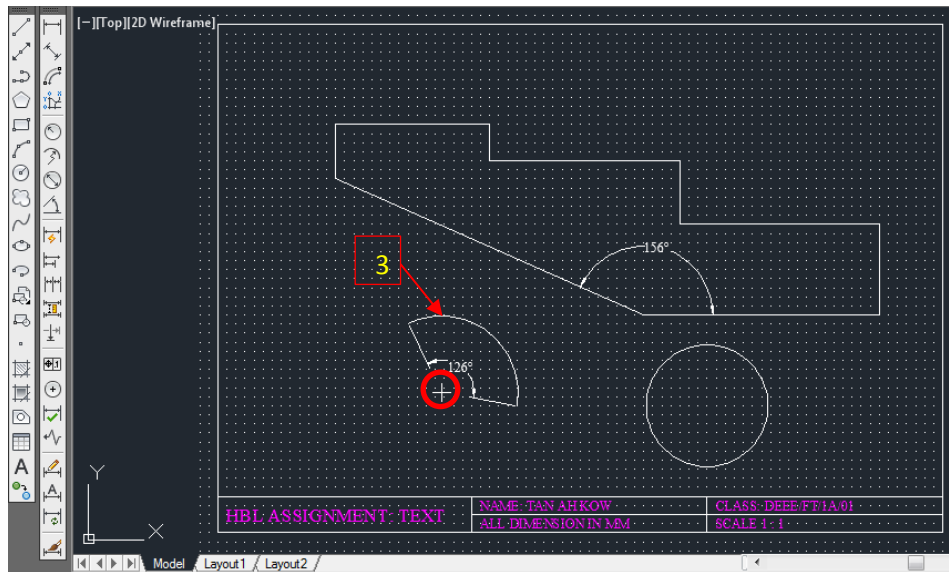 [−][Top][2D Wireframe]
156°
3
126°
Y
X
HBL ASSIGNMENT: TEXT
NAME: TAN AH KOW
CLASS: DEEE/FT/1A/01
ALL DIMENSION IN MM
SCALE 1 : 1
A
A
Model
Layout1
Layout2